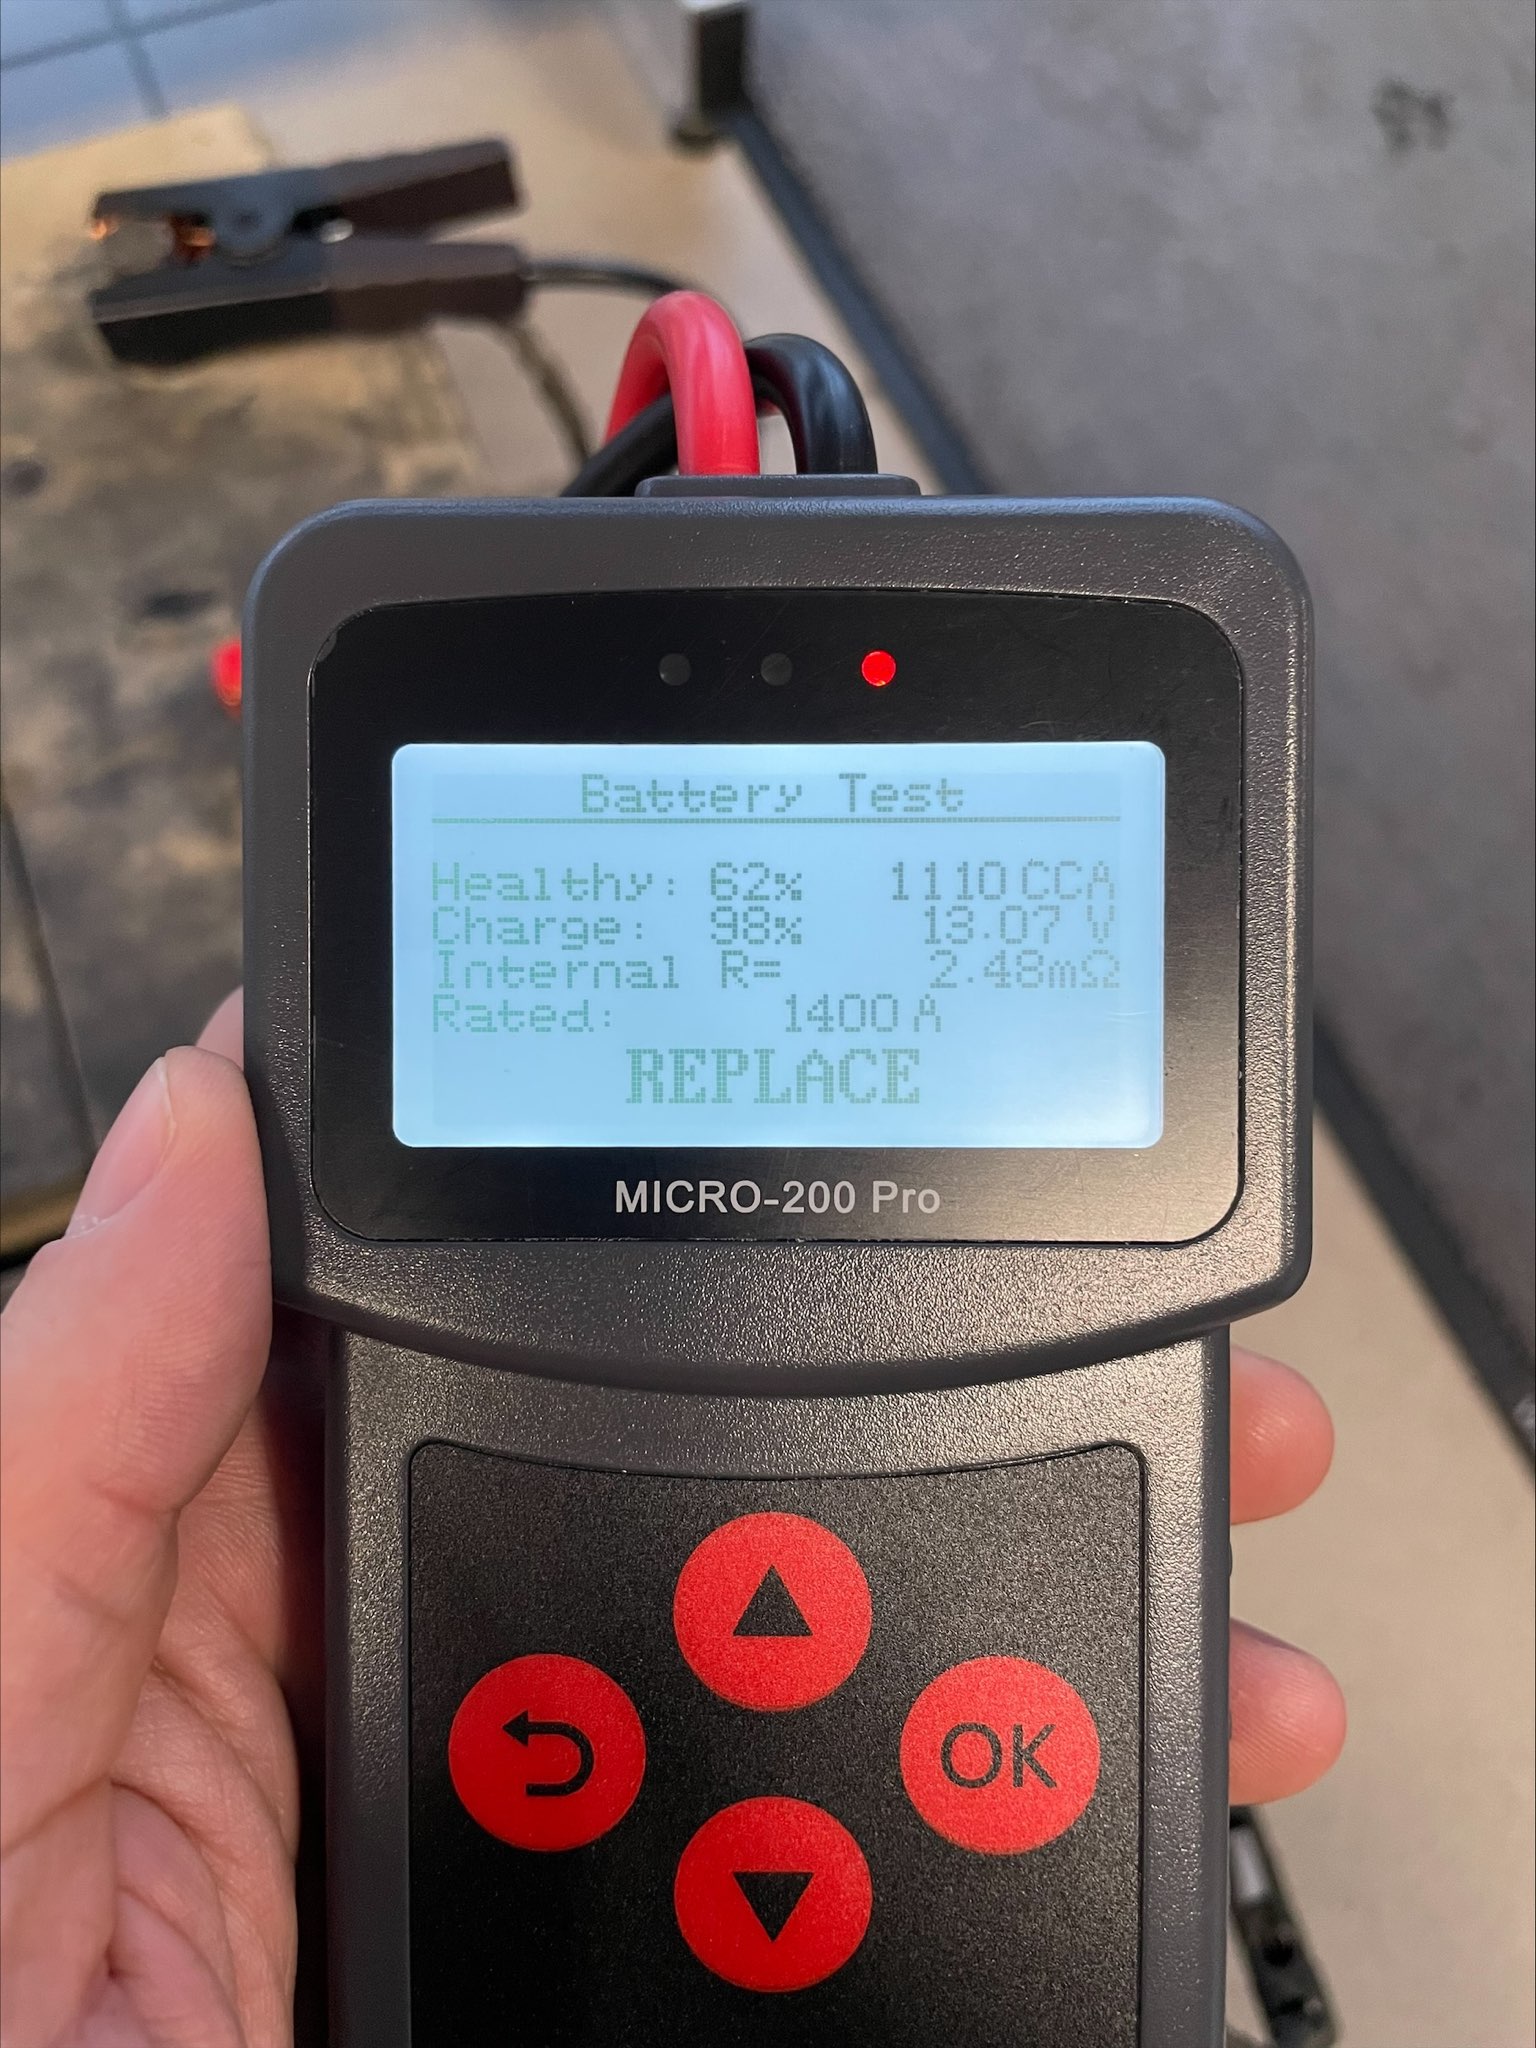 Battery Test
Healthy: 62% 1110 CCA
Charge: 98% 13.07 V
Internal R= 2.48mΩ
Rated: 1400 A
REPLACE
MICRO-200 Pro
OK